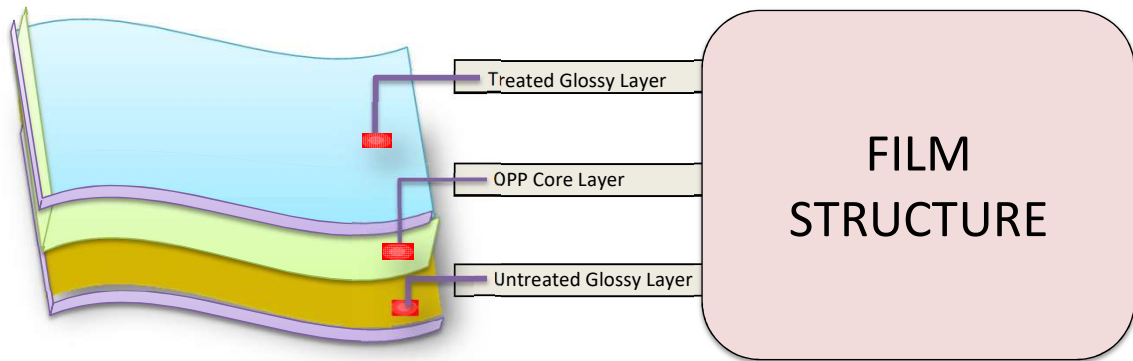 Treated Glossy Layer
OPP Core Layer
Untreated Glossy Layer
FILM
STRUCTURE